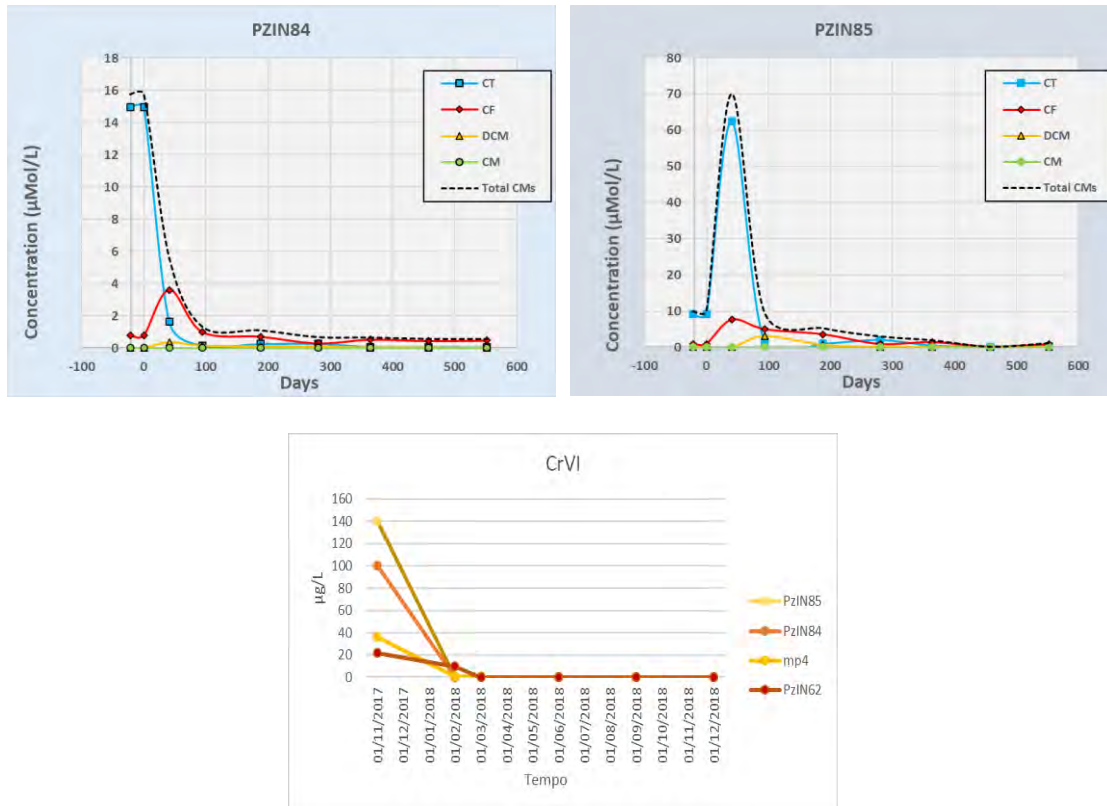 PZIN84
18
16
14
12
10
8
6
4
2
0
-100 0 100 200 300 400 500 600
Concentration (µMol/L)
Days
CT
CF
DCM
CM
Total CMs
PZIN85
80
70
60
50
40
30
20
10
0
-100 0 100 200 300 400 500 600
Concentration (µMol/L)
Days
CT
CF
DCM
CM
Total CMs
CrVI
160
140
120
100
80
60
40
20
0
µg/L
01/11/2017
01/12/2017
01/01/2018
01/02/2018
01/03/2018
01/04/2018
01/05/2018
01/06/2018
01/07/2018
01/08/2018
01/09/2018
01/10/2018
01/11/2018
01/12/2018
Tempo
PzIN85
PzIN84
mp4
PzIN62